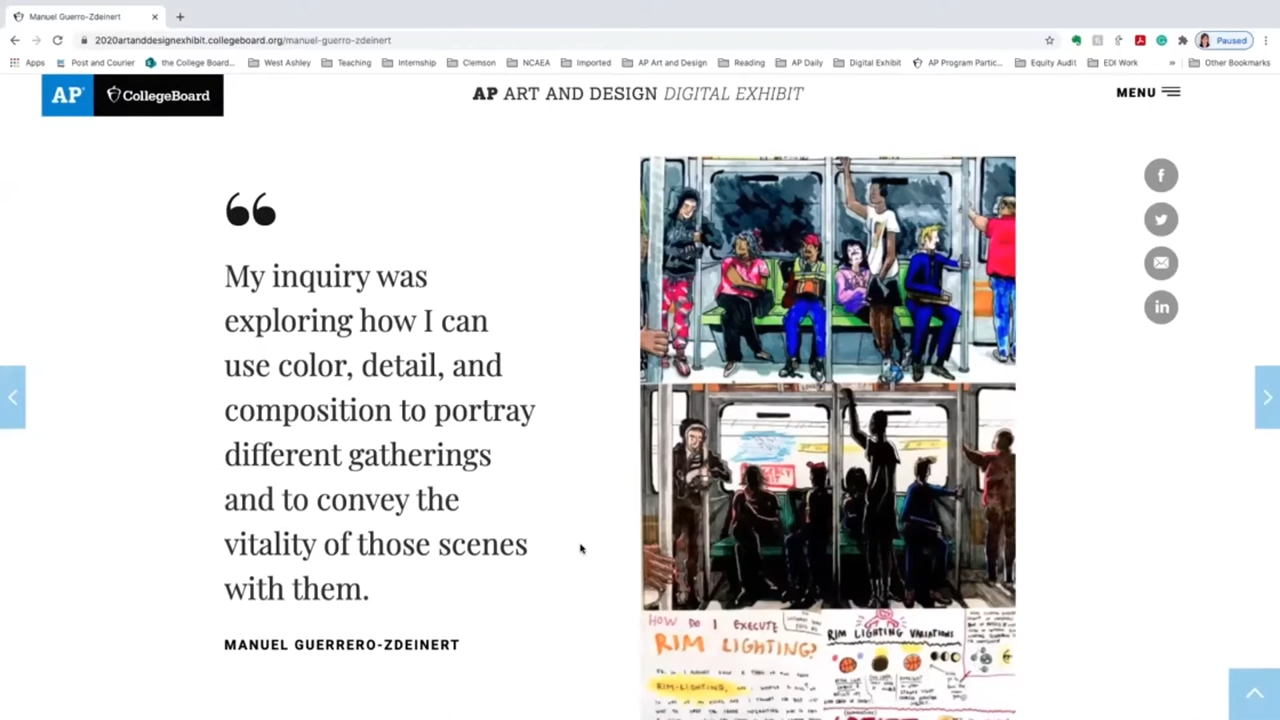 Manuel Guerro-Zdeinert
2020artanddesignexhibit.collegeboard.org/manuel-guerro-zdeinert
Paused
Apps
Post and Courier
the College Board...
West Ashley
Teaching
Internship
Clemson
NCAEA
Imported
AP Art and Design
Reading
AP Daily
Digital Exhibit
AP Program Partic...
Equity Audit
EDI Work
»
Other Bookmarks
AP® CollegeBoard
AP ART AND DESIGN DIGITAL EXHIBIT
MENU
“
My inquiry was
exploring how I can
use color, detail, and
composition to portray
different gatherings
and to convey the
vitality of those scenes
with them.
MANUEL GUERRERO-ZDEINERT
HOW DO I EXECUTE
RIM LIGHTING?
RIM LIGHTING VARIATIONS
RIM-LIGHTING,